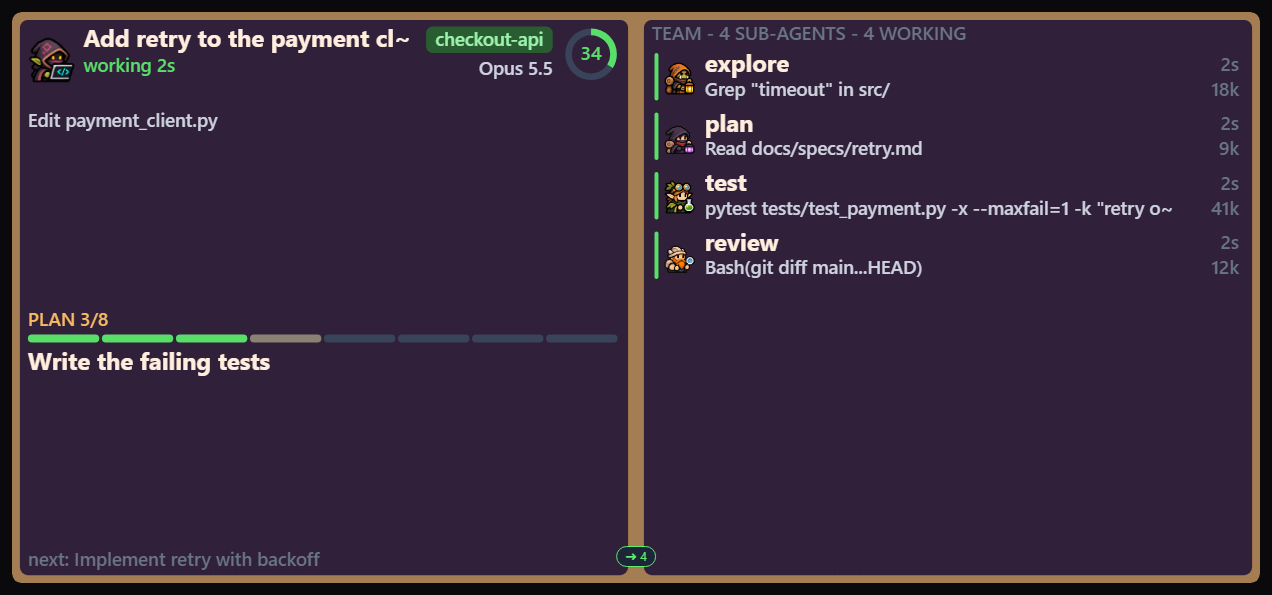 Add retry to the payment cl~
checkout-api
34
working 2s
Opus 5.5
Edit payment_client.py
PLAN 3/8
Write the failing tests
next: Implement retry with backoff
→ 4
TEAM - 4 SUB-AGENTS - 4 WORKING
explore
2s
Grep "timeout" in src/
18k
plan
2s
Read docs/specs/retry.md
9k
test
2s
pytest tests/test_payment.py -x --maxfail=1 -k "retry o~
41k
review
2s
Bash(git diff main...HEAD)
12k